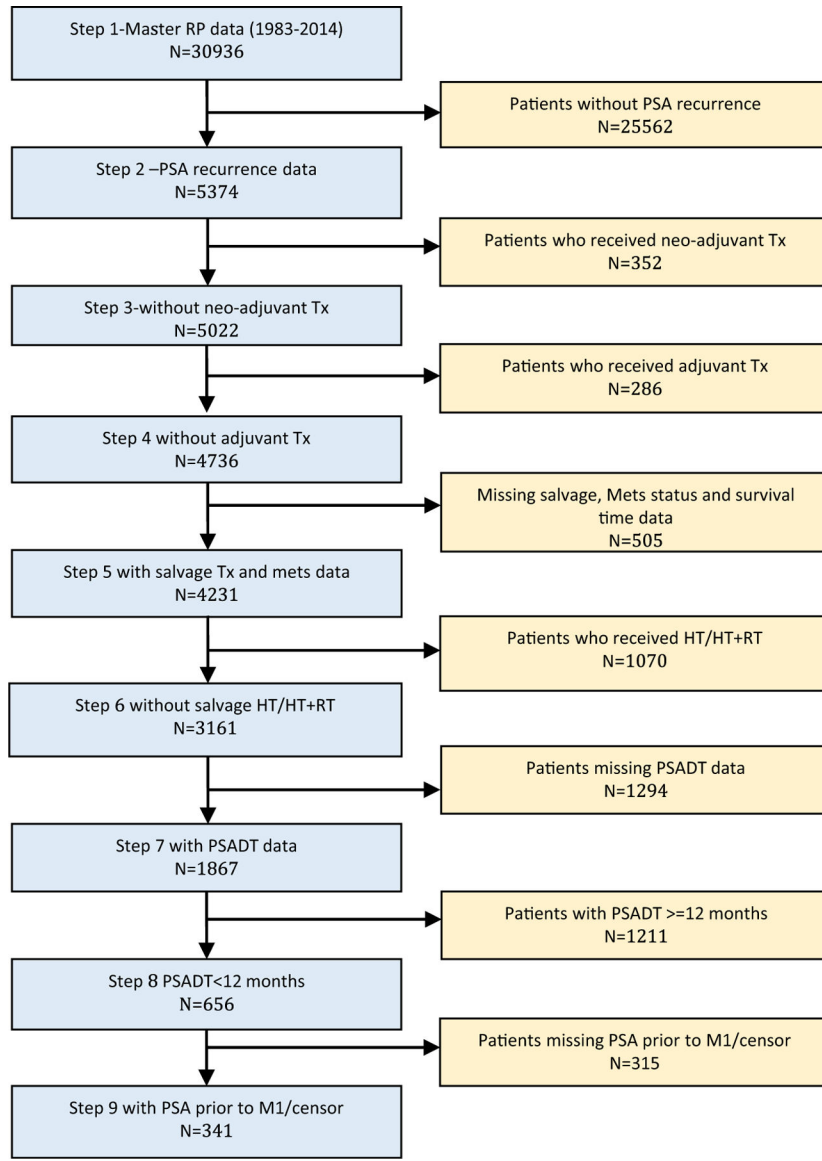 Step 1-Master RP data (1983-2014)
N=30936
Patients without PSA recurrence
N=25562
Step 2 –PSA recurrence data
N=5374
Patients who received neo-adjuvant Tx
N=352
Step 3-without neo-adjuvant Tx
N=5022
Patients who received adjuvant Tx
N=286
Step 4 without adjuvant Tx
N=4736
Missing salvage, Mets status and survival
time data
N=505
Step 5 with salvage Tx and mets data
N=4231
Patients who received HT/HT+RT
N=1070
Step 6 without salvage HT/HT+RT
N=3161
Patients missing PSADT data
N=1294
Step 7 with PSADT data
N=1867
Patients with PSADT >=12 months
N=1211
Step 8 PSADT<12 months
N=656
Patients missing PSA prior to M1/censor
N=315
Step 9 with PSA prior to M1/censor
N=341